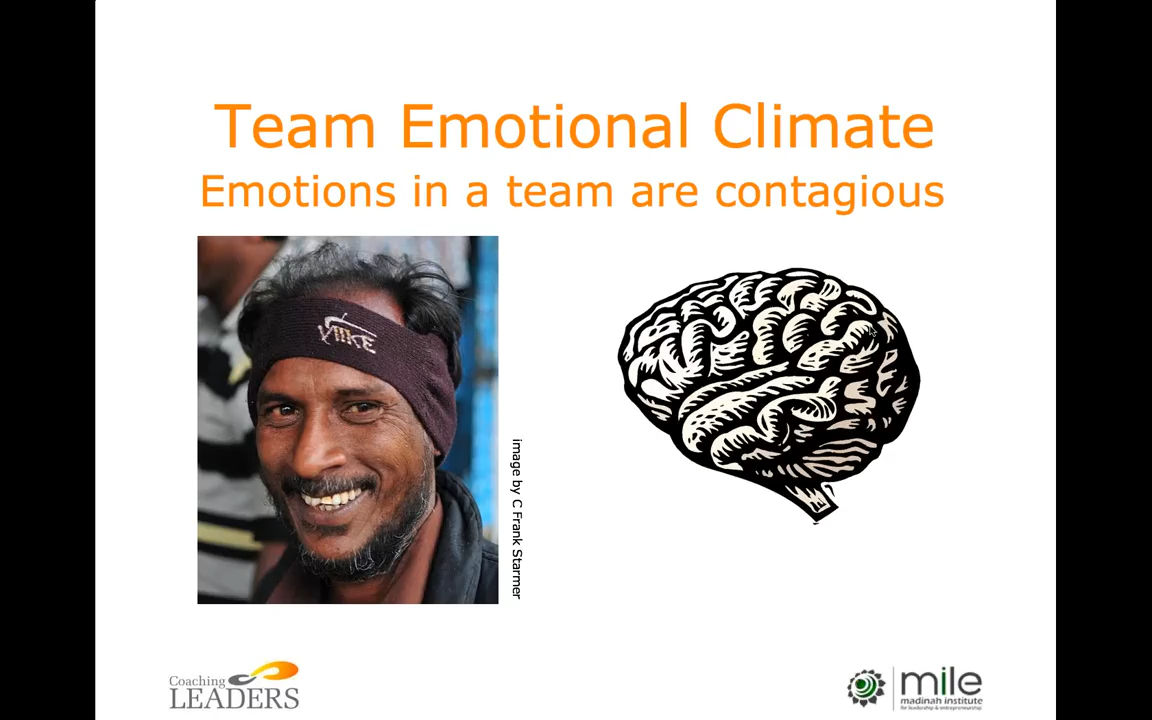 Team Emotional Climate
Emotions in a team are contagious
image by C Frank Starmer
Coaching
LEADERS
mile
madinah institute
for leadership & entrepreneurship